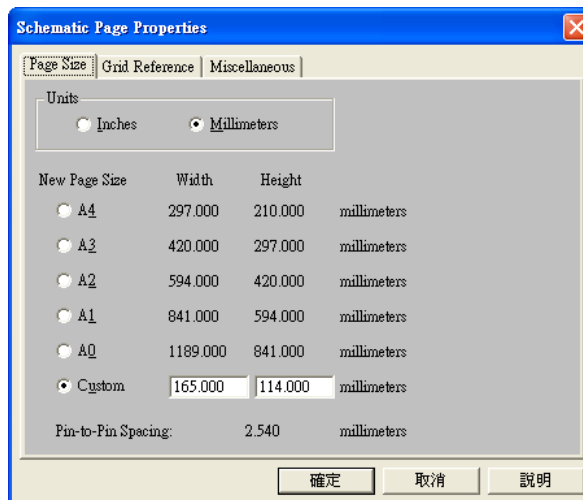 Schematic Page Properties
Page Size Grid Reference Miscellaneous
Units
Inches Millimeters
New Page Size Width Height
A4 297.000 210.000 millimeters
A3 420.000 297.000 millimeters
A2 594.000 420.000 millimeters
A1 841.000 594.000 millimeters
A0 1189.000 841.000 millimeters
Custom 165.000 114.000 millimeters
Pin-to-Pin Spacing: 2.540 millimeters
確定 取消 說明